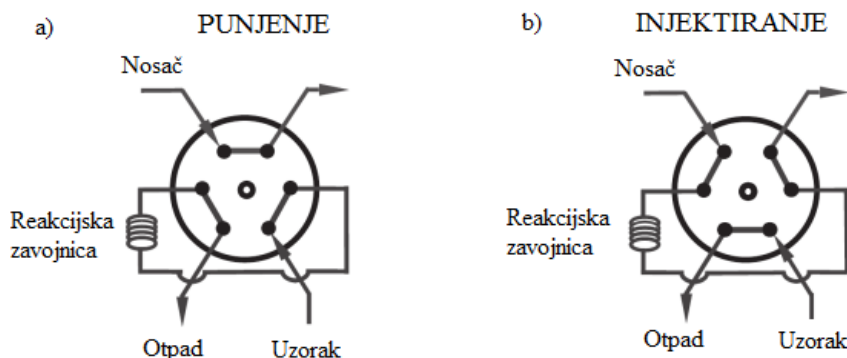 a) PUNJENJE
Nosač
Reakcijska
zavojnica
Otpad
Uzorak
b) INJEKTIRANJE
Nosač
Reakcijska
zavojnica
Otpad
Uzorak